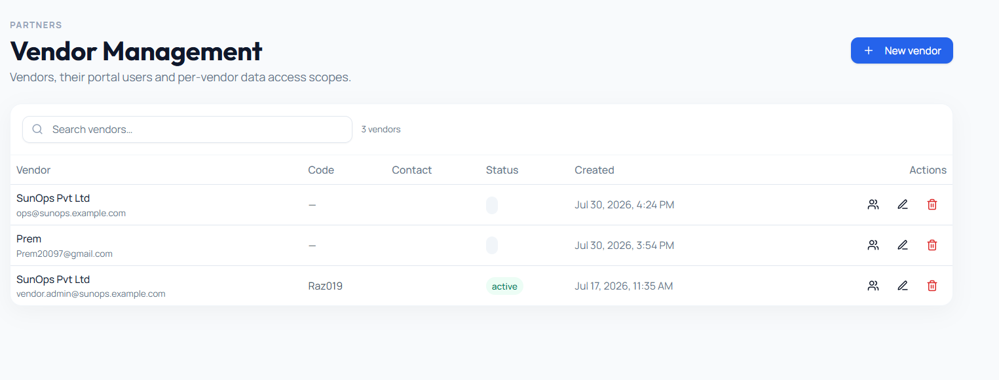 PARTNERS
Vendor Management
+ New vendor
Vendors, their portal users and per-vendor data access scopes.
Search vendors...
3 vendors
Vendor Code Contact Status Created Actions
SunOps Pvt Ltd
ops@sunops.example.com
— Jul 30, 2026, 4:24 PM
Prem
Prem20097@gmail.com
— Jul 30, 2026, 3:54 PM
SunOps Pvt Ltd
vendor.admin@sunops.example.com
Raz019 active Jul 17, 2026, 11:35 AM